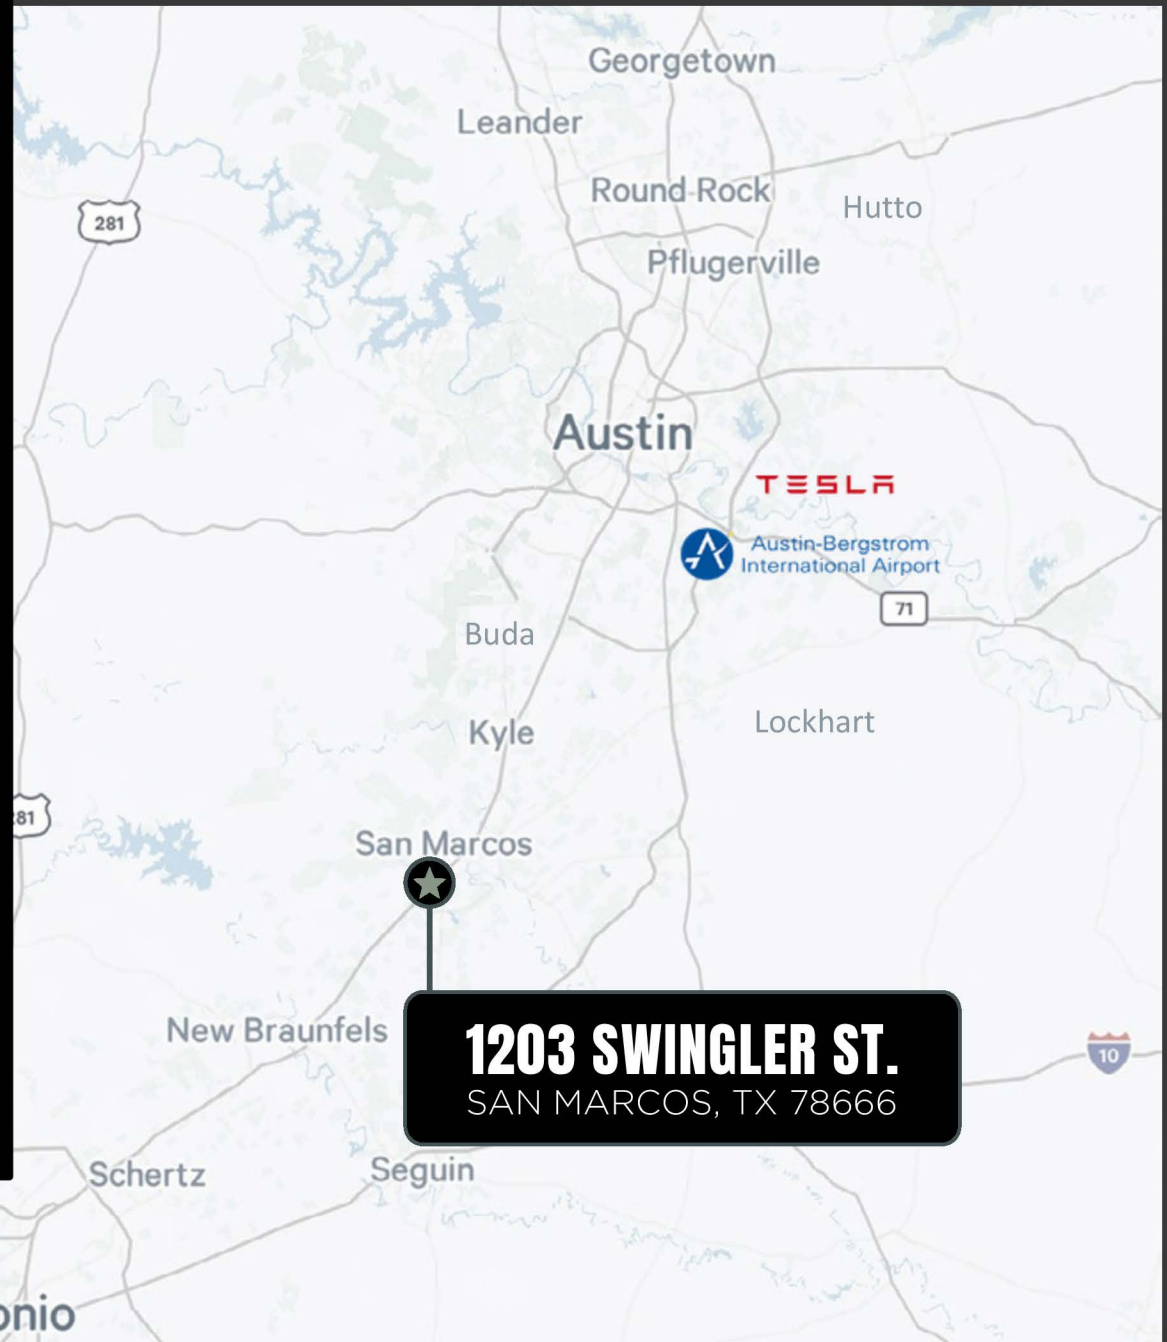 Georgetown
Leander
Round Rock
Hutto
281
Pflugerville
Austin
TESLA
Austin-Bergstrom
International Airport
71
Buda
Lockhart
Kyle
81
San Marcos
New Braunfels
1203 SWINGLER ST.
SAN MARCOS, TX 78666
10
Schertz
Seguin
onio